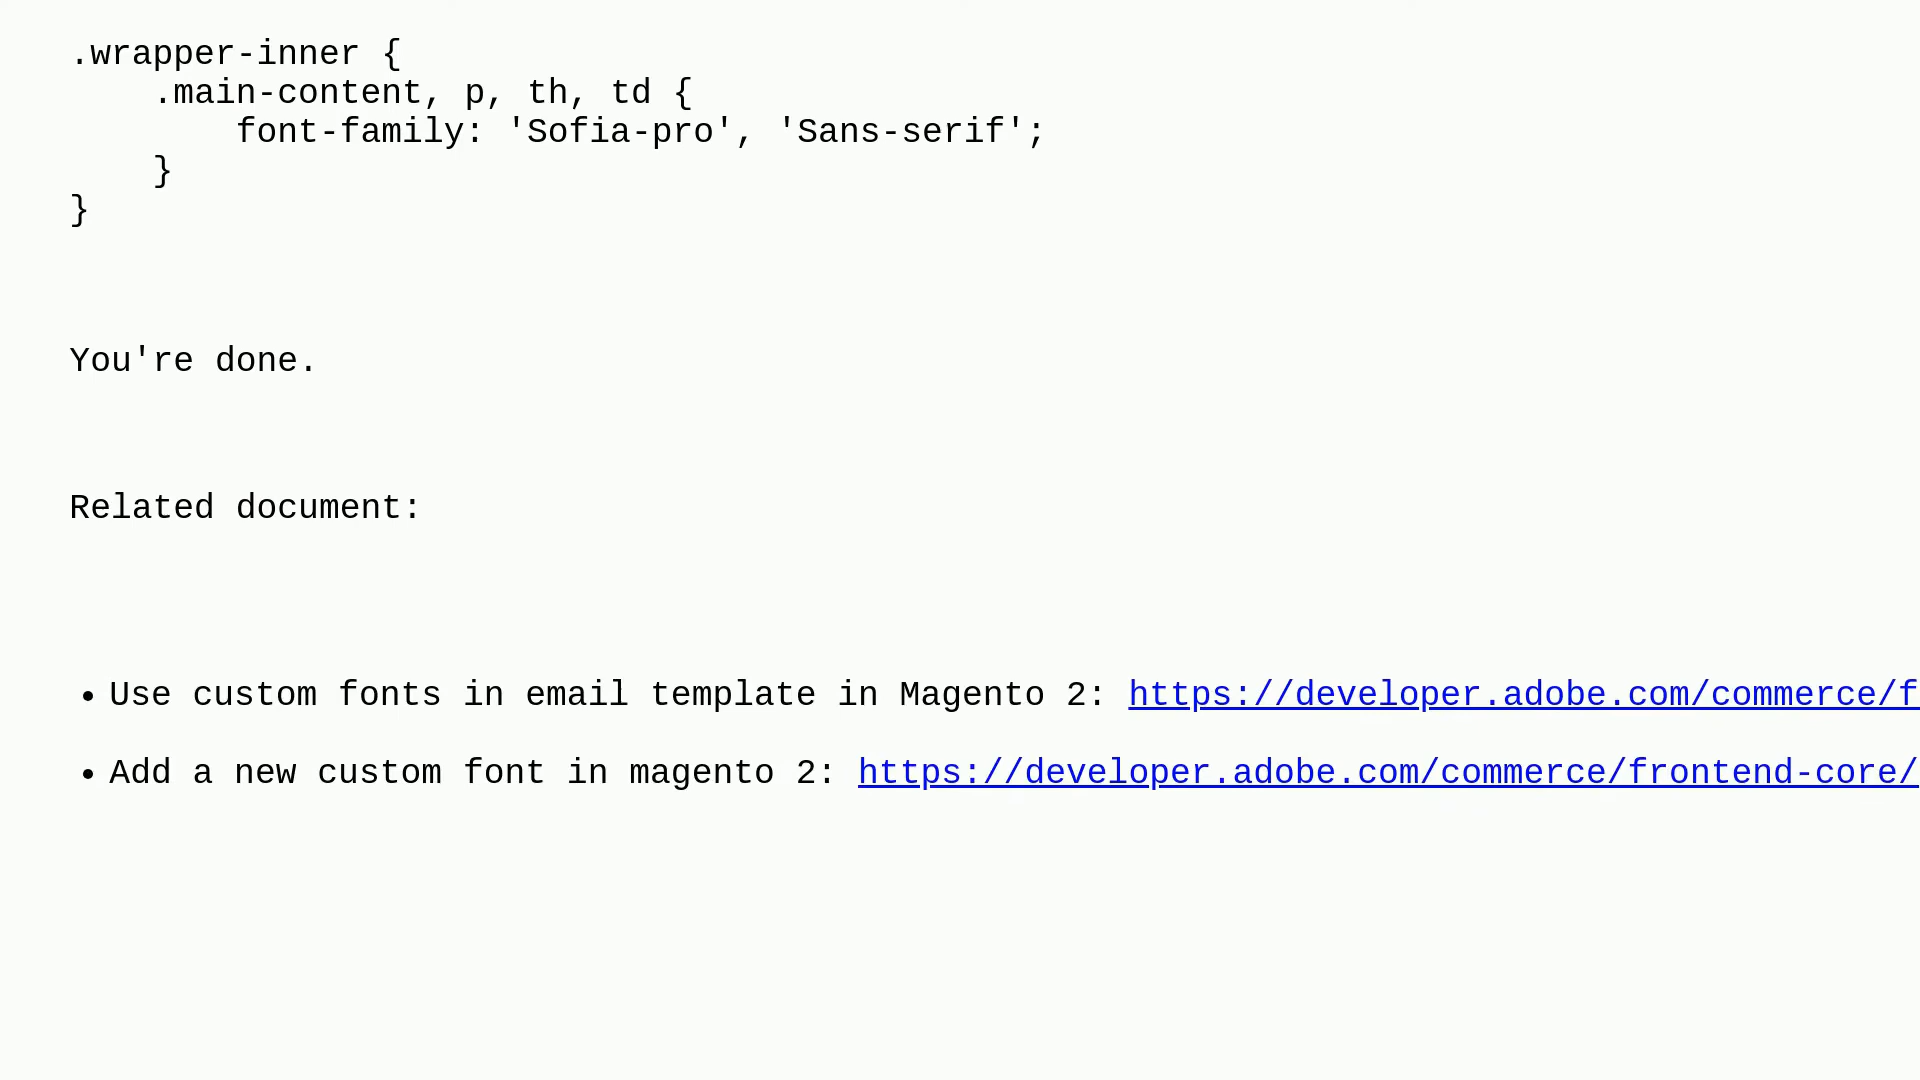 .wrapper-inner {
    .main-content, p, th, td {
        font-family: 'Sofia-pro', 'Sans-serif';
    }
}
You're done.
Related document:
• Use custom fonts in email template in Magento 2: https://developer.adobe.com/commerce/f
• Add a new custom font in magento 2: https://developer.adobe.com/commerce/frontend-core/